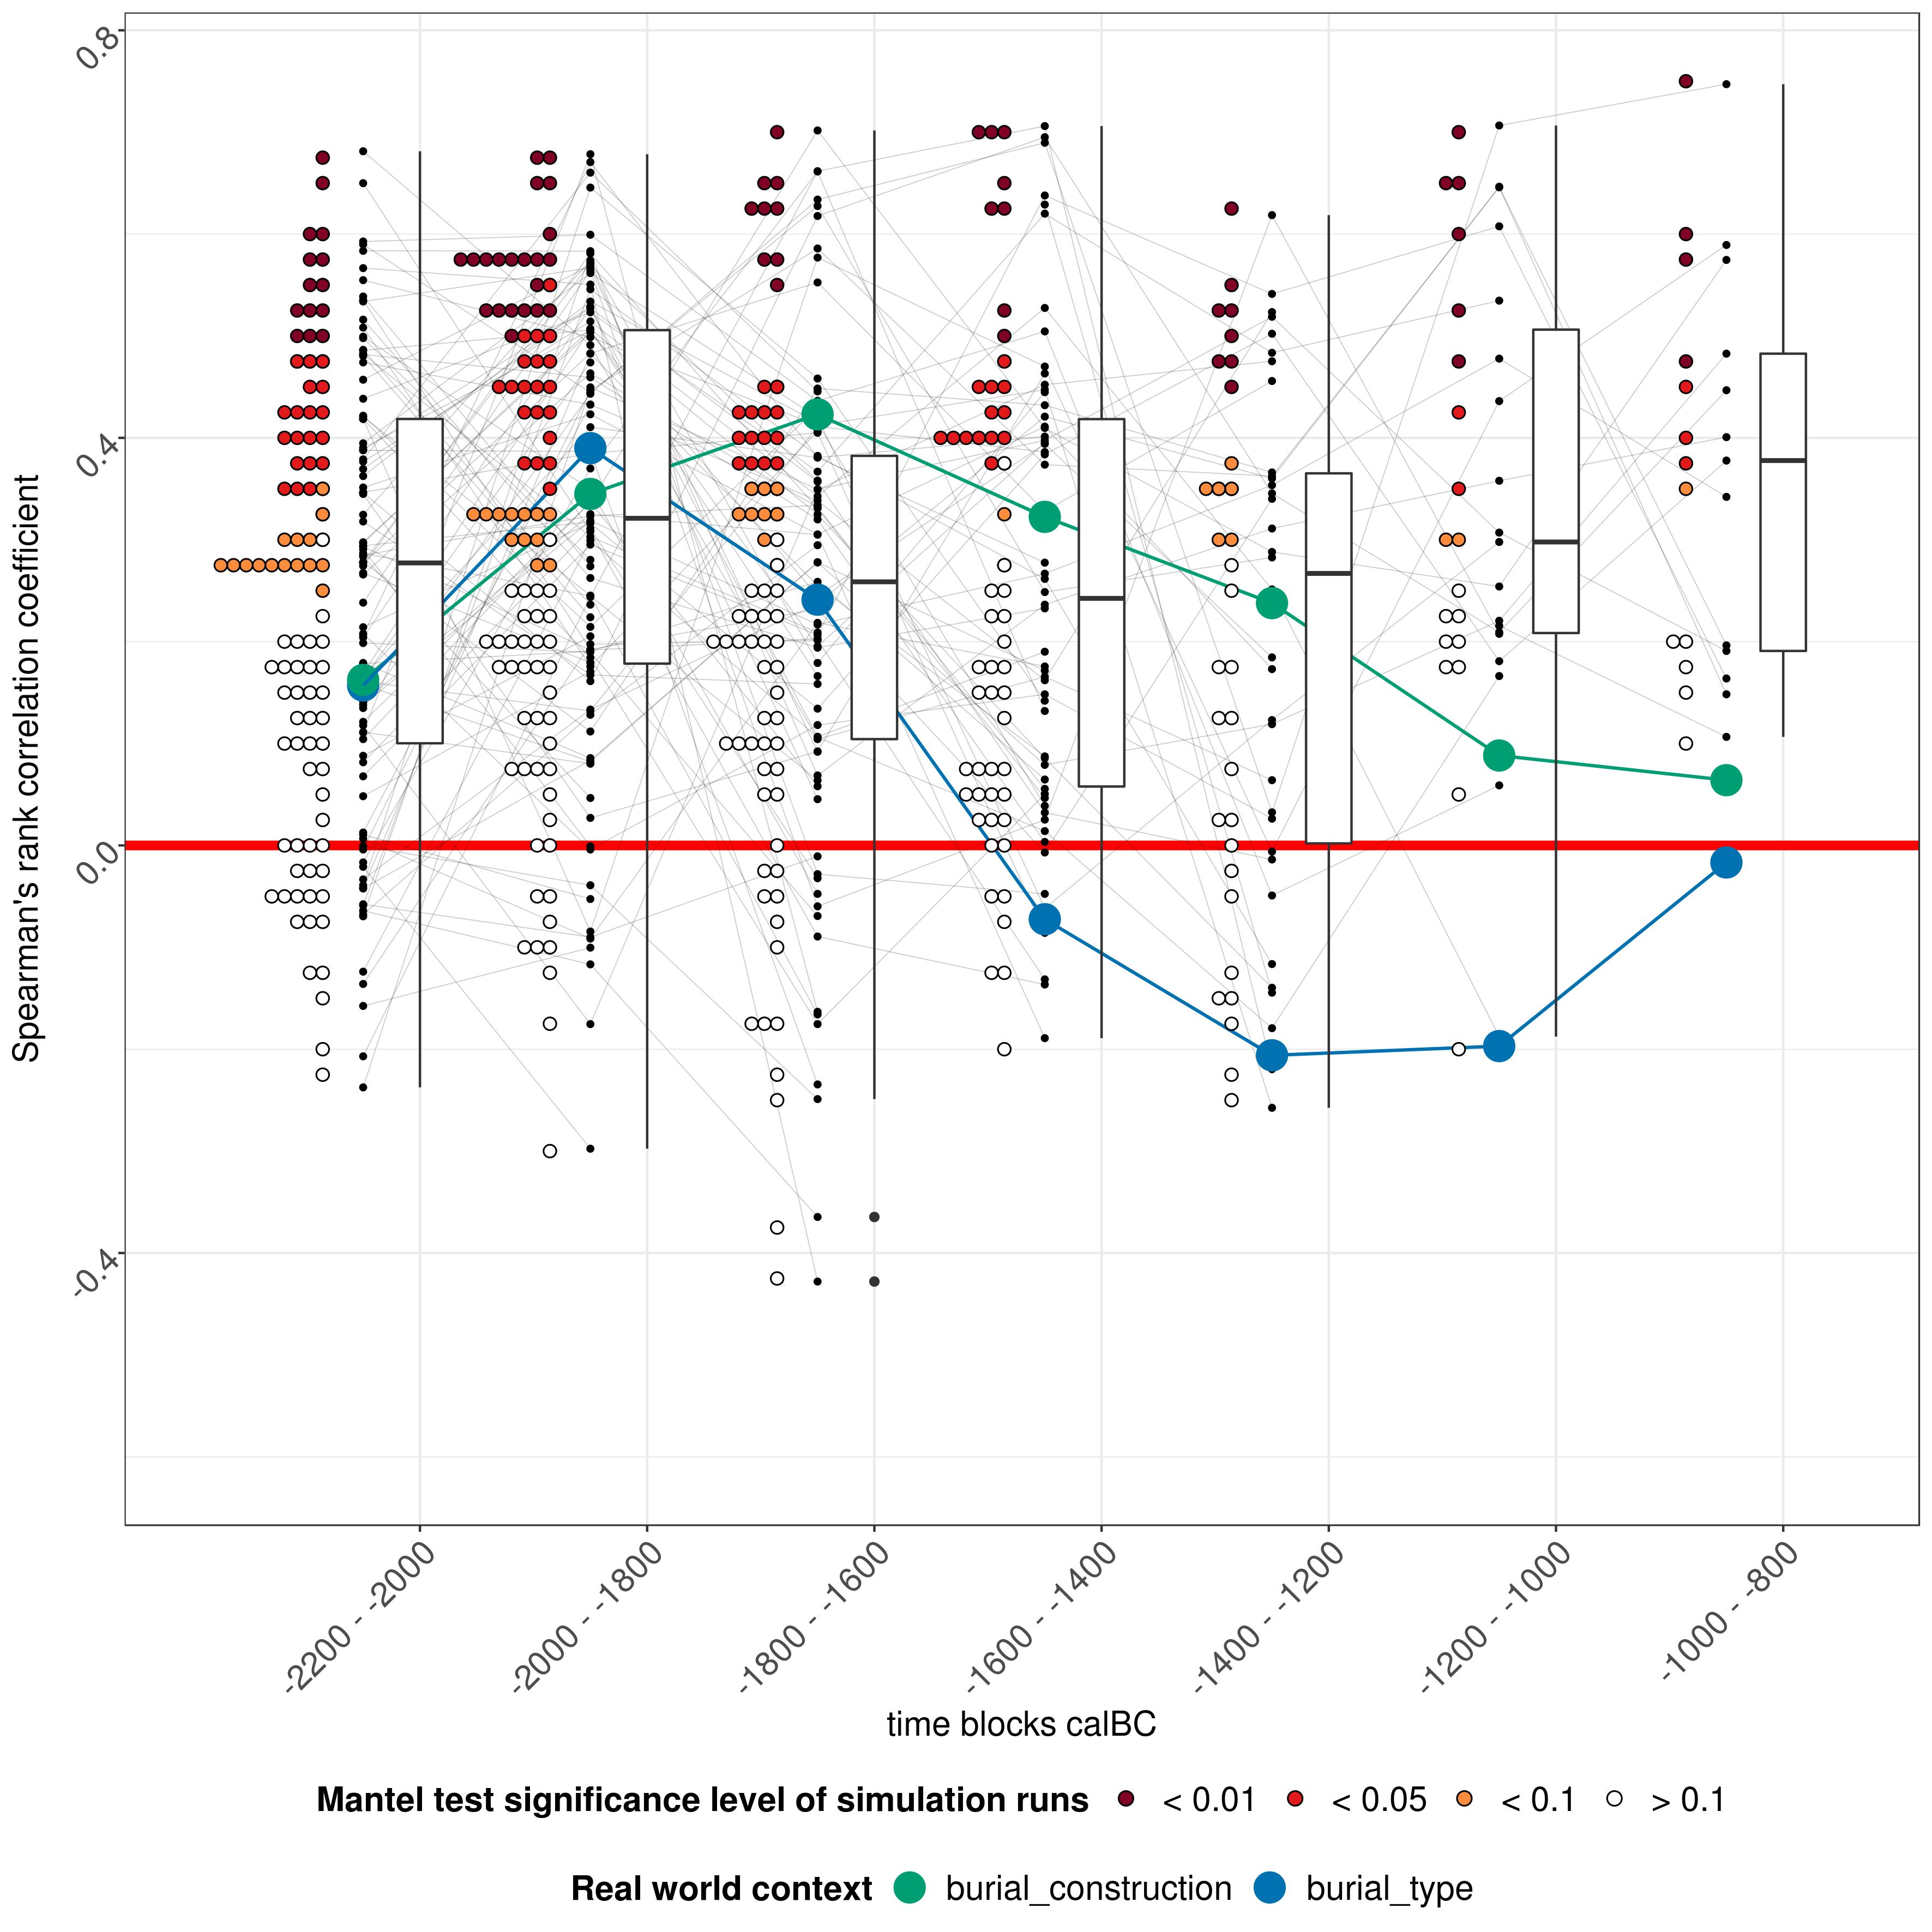 Spearman's rank correlation coefficient
0.8
0.4
0.0
-0.4
-2200 - -2000
-2000 - -1800
-1800 - -1600
-1600 - -1400
-1400 - -1200
-1200 - -1000
-1000 - -800
time blocks calBC
Mantel test significance level of simulation runs < 0.01 < 0.05 < 0.1 > 0.1
Real world context burial_construction burial_type